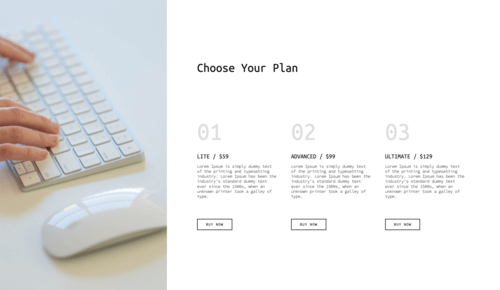 Choose Your Plan
01
LITE / $59
Lorem Ipsum is simply dummy text
of the printing and typesetting
industry. Lorem Ipsum has been the
industry's standard dummy text
ever since the 1500s, when an
unknown printer took a galley of
type.
BUY NOW
02
ADVANCED / $99
Lorem Ipsum is simply dummy text
of the printing and typesetting
industry. Lorem Ipsum has been the
industry's standard dummy text
ever since the 1500s, when an
unknown printer took a galley of
type.
BUY NOW
03
ULTIMATE / $129
Lorem Ipsum is simply dummy text
of the printing and typesetting
industry. Lorem Ipsum has been the
industry's standard dummy text
ever since the 1500s, when an
unknown printer took a galley of
type.
BUY NOW